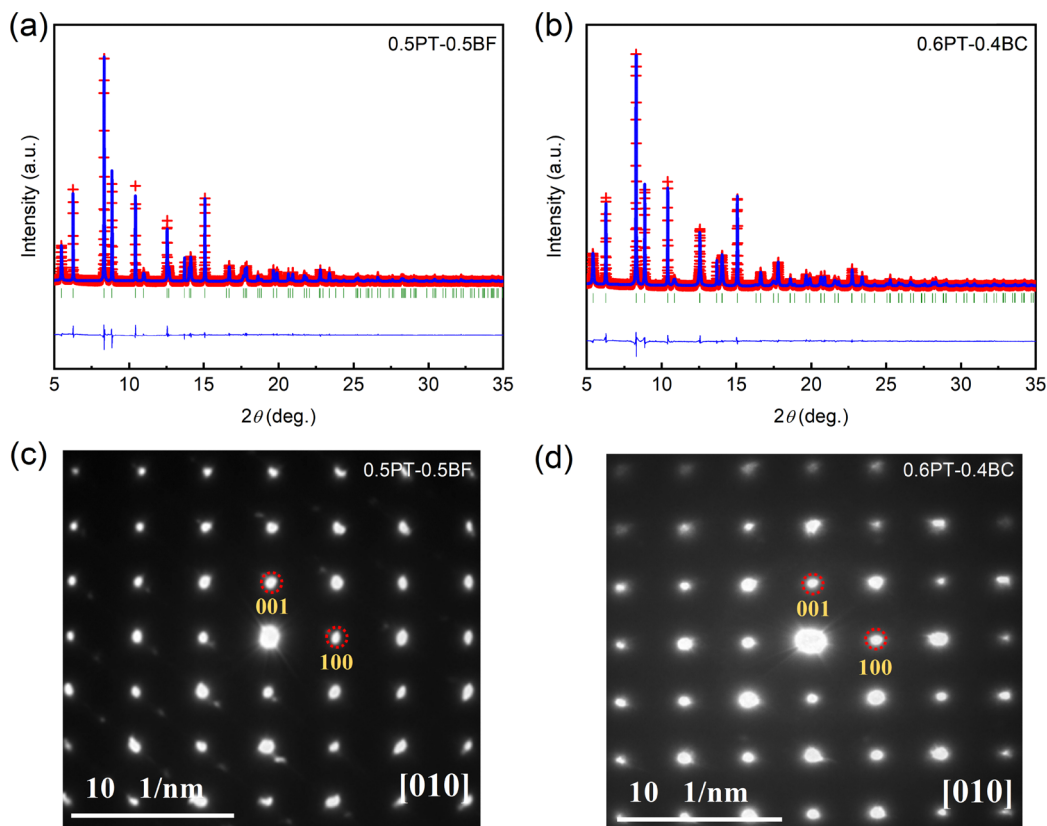 (a)
0.5PT-0.5BF
Intensity (a.u.)
5 10 15 20 25 30 35
2θ (deg.)
(b)
0.6PT-0.4BC
Intensity (a.u.)
5 10 15 20 25 30 35
2θ (deg.)
(c)
0.5PT-0.5BF
001
100
10 1/nm
[010]
(d)
0.6PT-0.4BC
001
100
10 1/nm
[010]